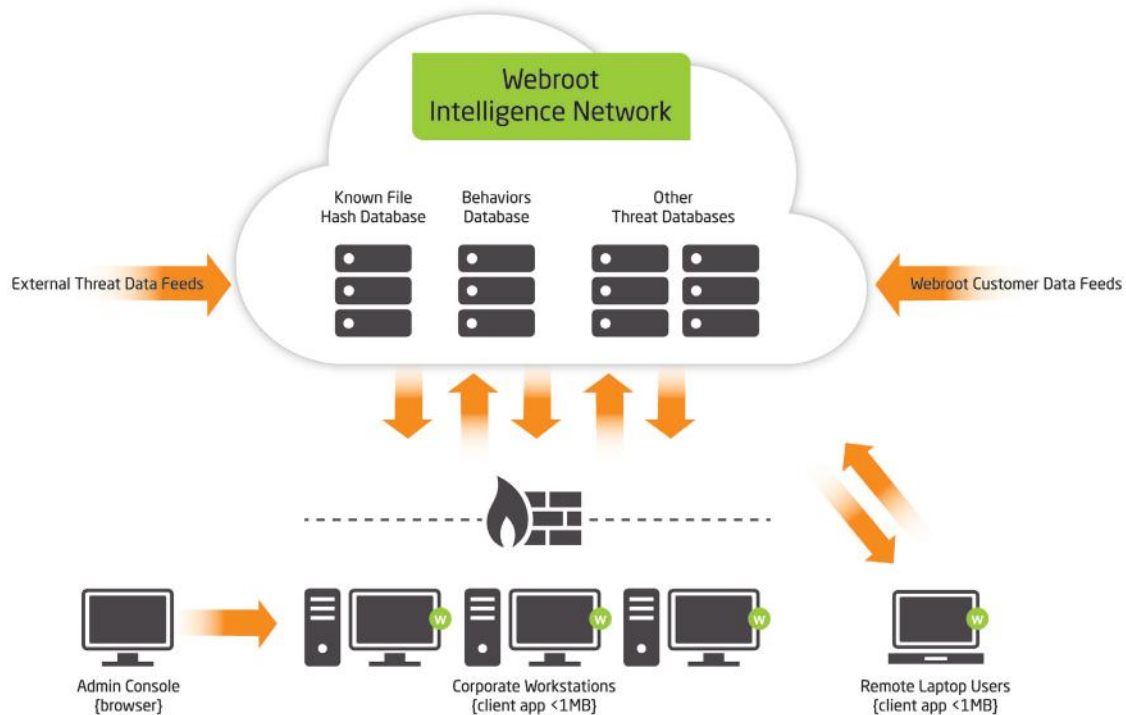 Webroot
Intelligence Network
Known File
Hash Database
Behaviors
Database
Other
Threat Databases
External Threat Data Feeds
Webroot Customer Data Feeds
W
W
W
W
Admin Console
{browser}
Corporate Workstations
{client app <1MB}
Remote Laptop Users
{client app <1MB}